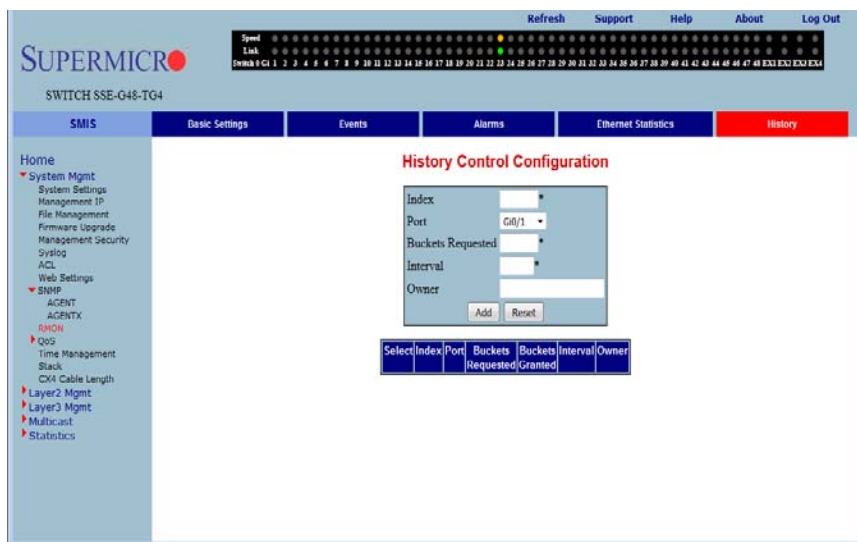 Refresh Support Help About Log Out
Speed
Link
Switch 0 Gi 1 2 3 4 5 6 7 8 9 10 11 12 13 14 15 16 17 18 19 20 21 22 23 24 25 26 27 28 29 30 31 32 33 34 35 36 37 38 39 40 41 42 43 44 45 46 47 48 EX1 EX2 EX3 EX4
SUPERMICRO
SWITCH SSE-G48-TG4
SMIS Basic Settings Events Alarms Ethernet Statistics History
Home
System Mgmt
System Settings
Management IP
File Management
Firmware Upgrade
Management Security
Syslog
ACL
Web Settings
SNMP
AGENT
AGENTX
RMON
QoS
Time Management
Stack
CX4 Cable Length
Layer2 Mgmt
Layer3 Mgmt
Multicast
Statistics
History Control Configuration
Index *
Port Gi0/1
Buckets Requested *
Interval *
Owner
Add Reset
Select Index Port Buckets Requested Buckets Granted Interval Owner